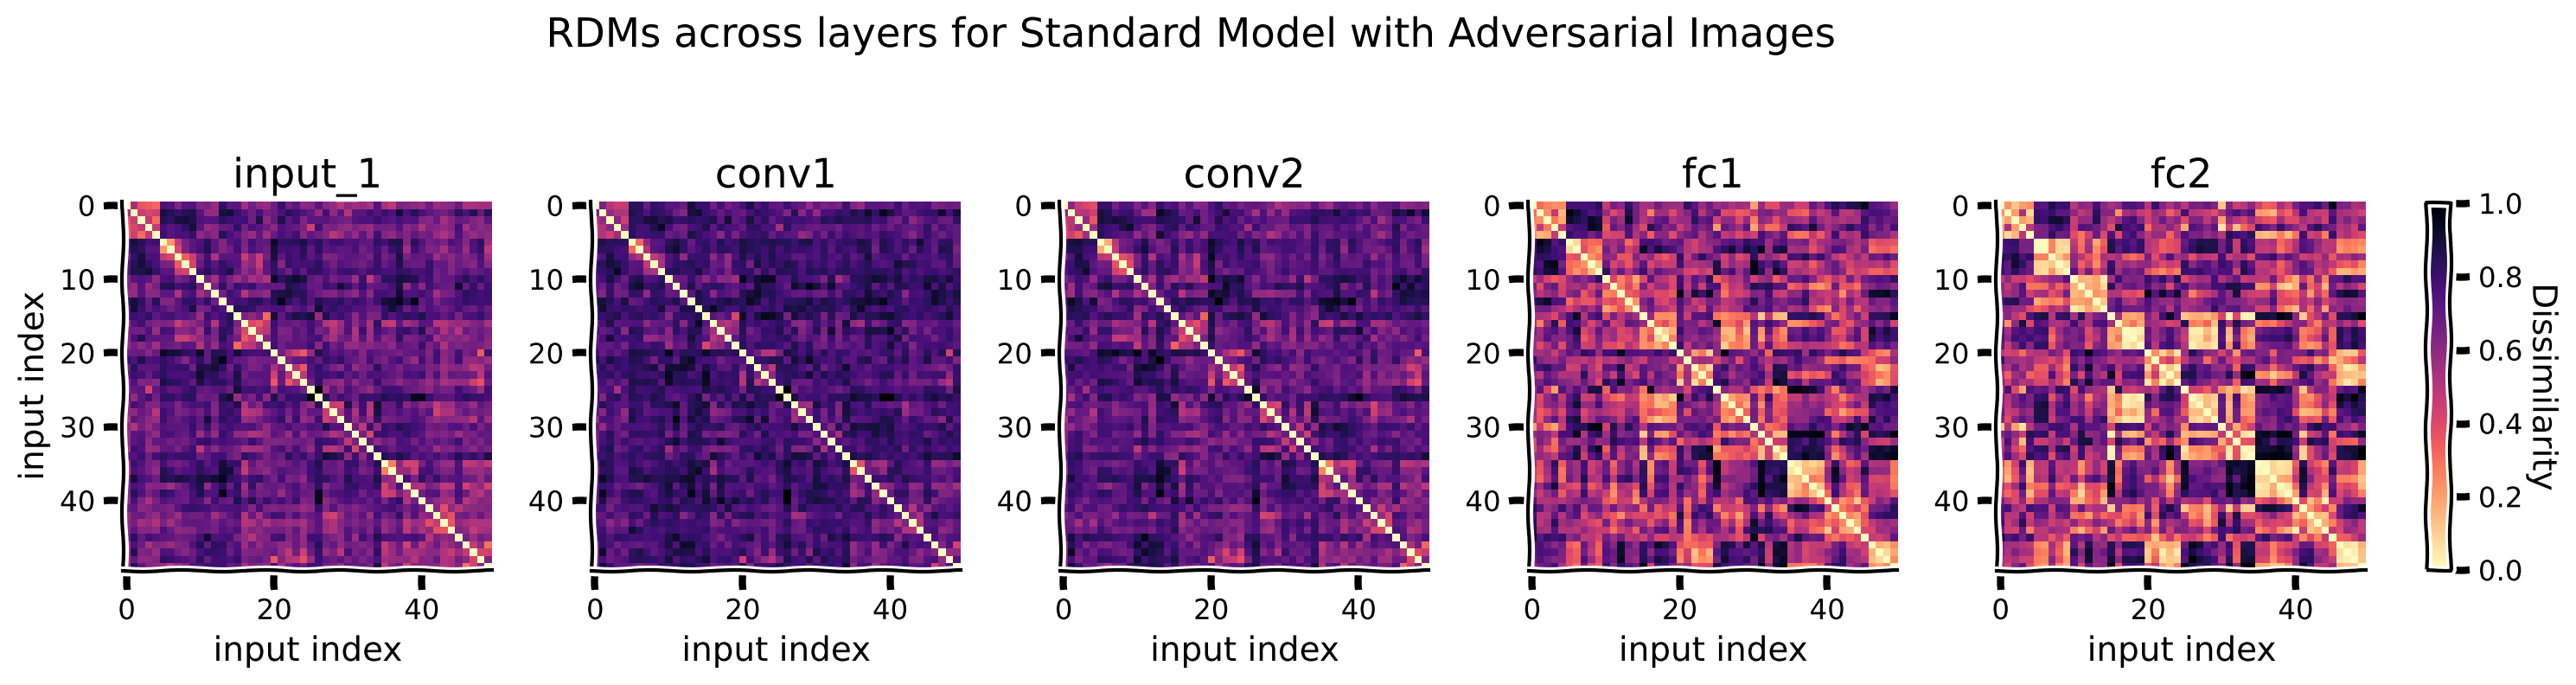 RDMs across layers for Standard Model with Adversarial Images
input_1
conv1
conv2
fc1
fc2
0
10
20
30
40
input index
0 20 40
input index
0
10
20
30
40
0 20 40
input index
0
10
20
30
40
0 20 40
input index
0
10
20
30
40
0 20 40
input index
0
10
20
30
40
0 20 40
input index
1.0
0.8
0.6
0.4
0.2
0.0
Dissimilarity